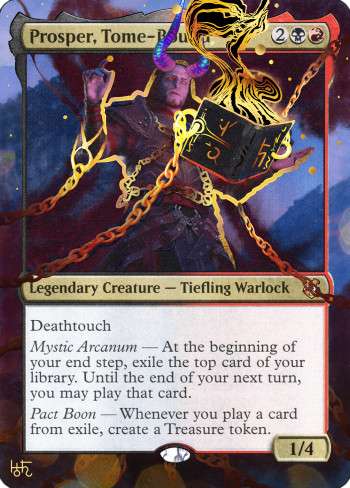 Prosper, Tome-Bound 2
Legendary Creature — Tiefling Warlock
Deathtouch
Mystic Arcanum — At the beginning of
your end step, exile the top card of your
library. Until the end of your next turn,
you may play that card.
Pact Boon — Whenever you play a card
from exile, create a Treasure token.
1/4